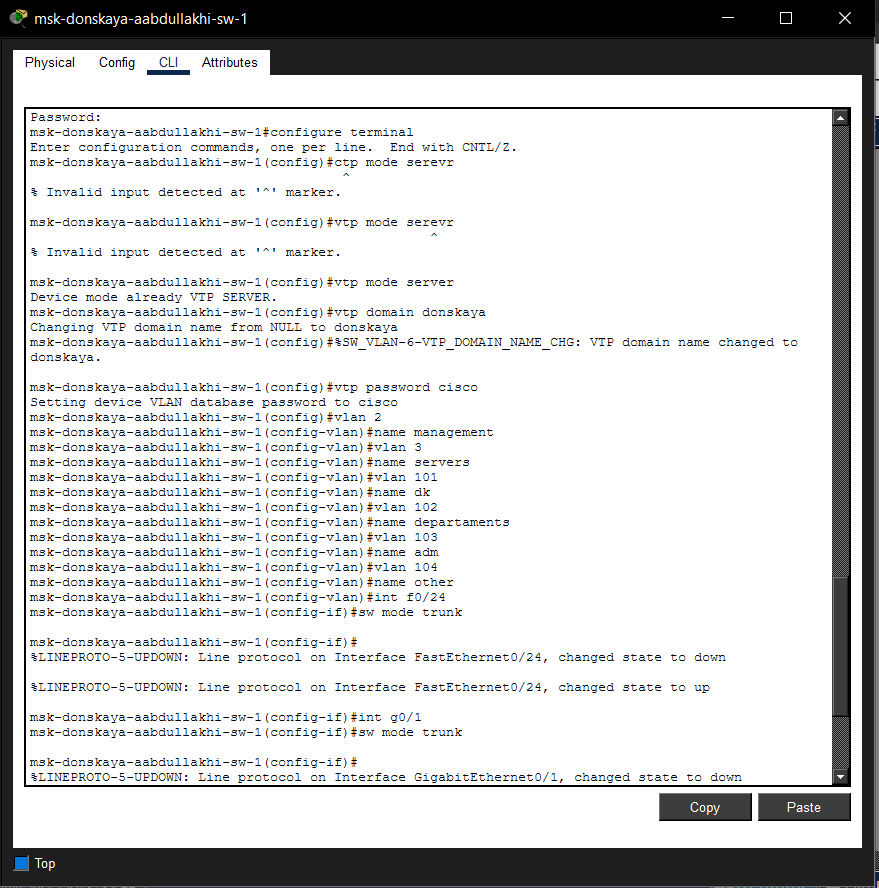 msk-donskaya-aabdullakhi-sw-1
Physical Config CLI Attributes
Password:
msk-donskaya-aabdullakhi-sw-1#configure terminal
Enter configuration commands, one per line.  End with CNTL/Z.
msk-donskaya-aabdullakhi-sw-1(config)#ctp mode serevr
^
% Invalid input detected at '^' marker.
msk-donskaya-aabdullakhi-sw-1(config)#vtp mode serevr
^
% Invalid input detected at '^' marker.
msk-donskaya-aabdullakhi-sw-1(config)#vtp mode server
Device mode already VTP SERVER.
msk-donskaya-aabdullakhi-sw-1(config)#vtp domain donskaya
Changing VTP domain name from NULL to donskaya
msk-donskaya-aabdullakhi-sw-1(config)#%SW_VLAN-6-VTP_DOMAIN_NAME_CHG: VTP domain name changed to
donskaya.
msk-donskaya-aabdullakhi-sw-1(config)#vtp password cisco
Setting device VLAN database password to cisco
msk-donskaya-aabdullakhi-sw-1(config)#vlan 2
msk-donskaya-aabdullakhi-sw-1(config-vlan)#name management
msk-donskaya-aabdullakhi-sw-1(config-vlan)#vlan 3
msk-donskaya-aabdullakhi-sw-1(config-vlan)#name servers
msk-donskaya-aabdullakhi-sw-1(config-vlan)#vlan 101
msk-donskaya-aabdullakhi-sw-1(config-vlan)#name dk
msk-donskaya-aabdullakhi-sw-1(config-vlan)#vlan 102
msk-donskaya-aabdullakhi-sw-1(config-vlan)#name departaments
msk-donskaya-aabdullakhi-sw-1(config-vlan)#vlan 103
msk-donskaya-aabdullakhi-sw-1(config-vlan)#name adm
msk-donskaya-aabdullakhi-sw-1(config-vlan)#vlan 104
msk-donskaya-aabdullakhi-sw-1(config-vlan)#name other
msk-donskaya-aabdullakhi-sw-1(config-vlan)#int f0/24
msk-donskaya-aabdullakhi-sw-1(config-if)#sw mode trunk
msk-donskaya-aabdullakhi-sw-1(config-if)#
%LINEPROTO-5-UPDOWN: Line protocol on Interface FastEthernet0/24, changed state to down
%LINEPROTO-5-UPDOWN: Line protocol on Interface FastEthernet0/24, changed state to up
msk-donskaya-aabdullakhi-sw-1(config-if)#int g0/1
msk-donskaya-aabdullakhi-sw-1(config-if)#sw mode trunk
msk-donskaya-aabdullakhi-sw-1(config-if)#
%LINEPROTO-5-UPDOWN: Line protocol on Interface GigabitEthernet0/1, changed state to down
Copy Paste
Top